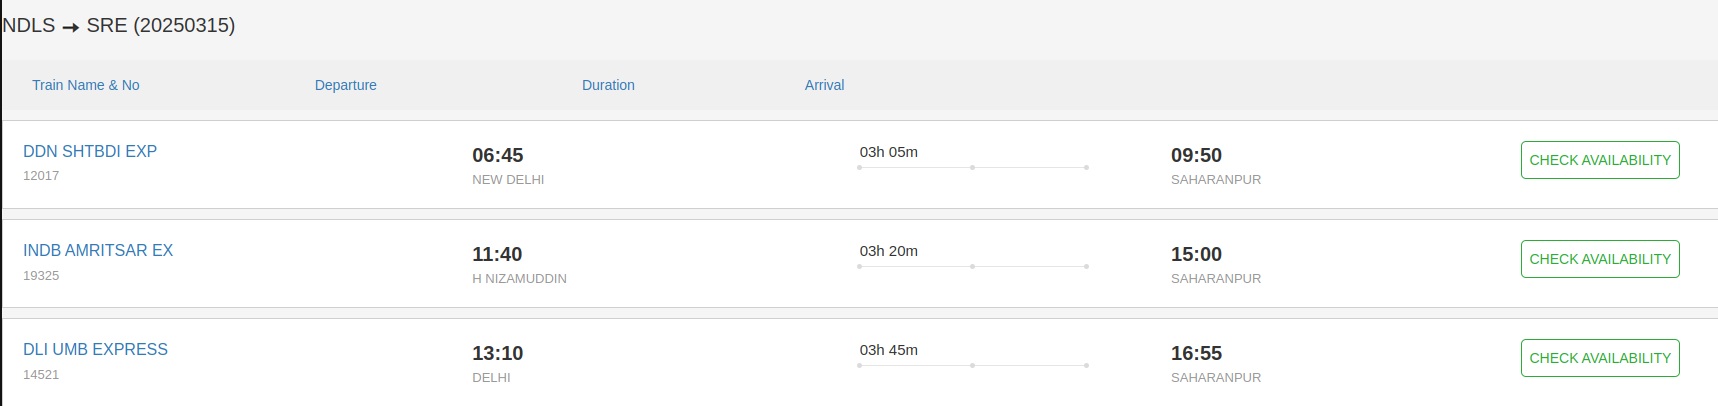 NDLS → SRE (20250315)
Train Name & No Departure Duration Arrival
DDN SHTBDI EXP 06:45 03h 05m 09:50 CHECK AVAILABILITY
12017 NEW DELHI SAHARANPUR
INDB AMRITSAR EX 11:40 03h 20m 15:00 CHECK AVAILABILITY
19325 H NIZAMUDDIN SAHARANPUR
DLI UMB EXPRESS 13:10 03h 45m 16:55 CHECK AVAILABILITY
14521 DELHI SAHARANPUR